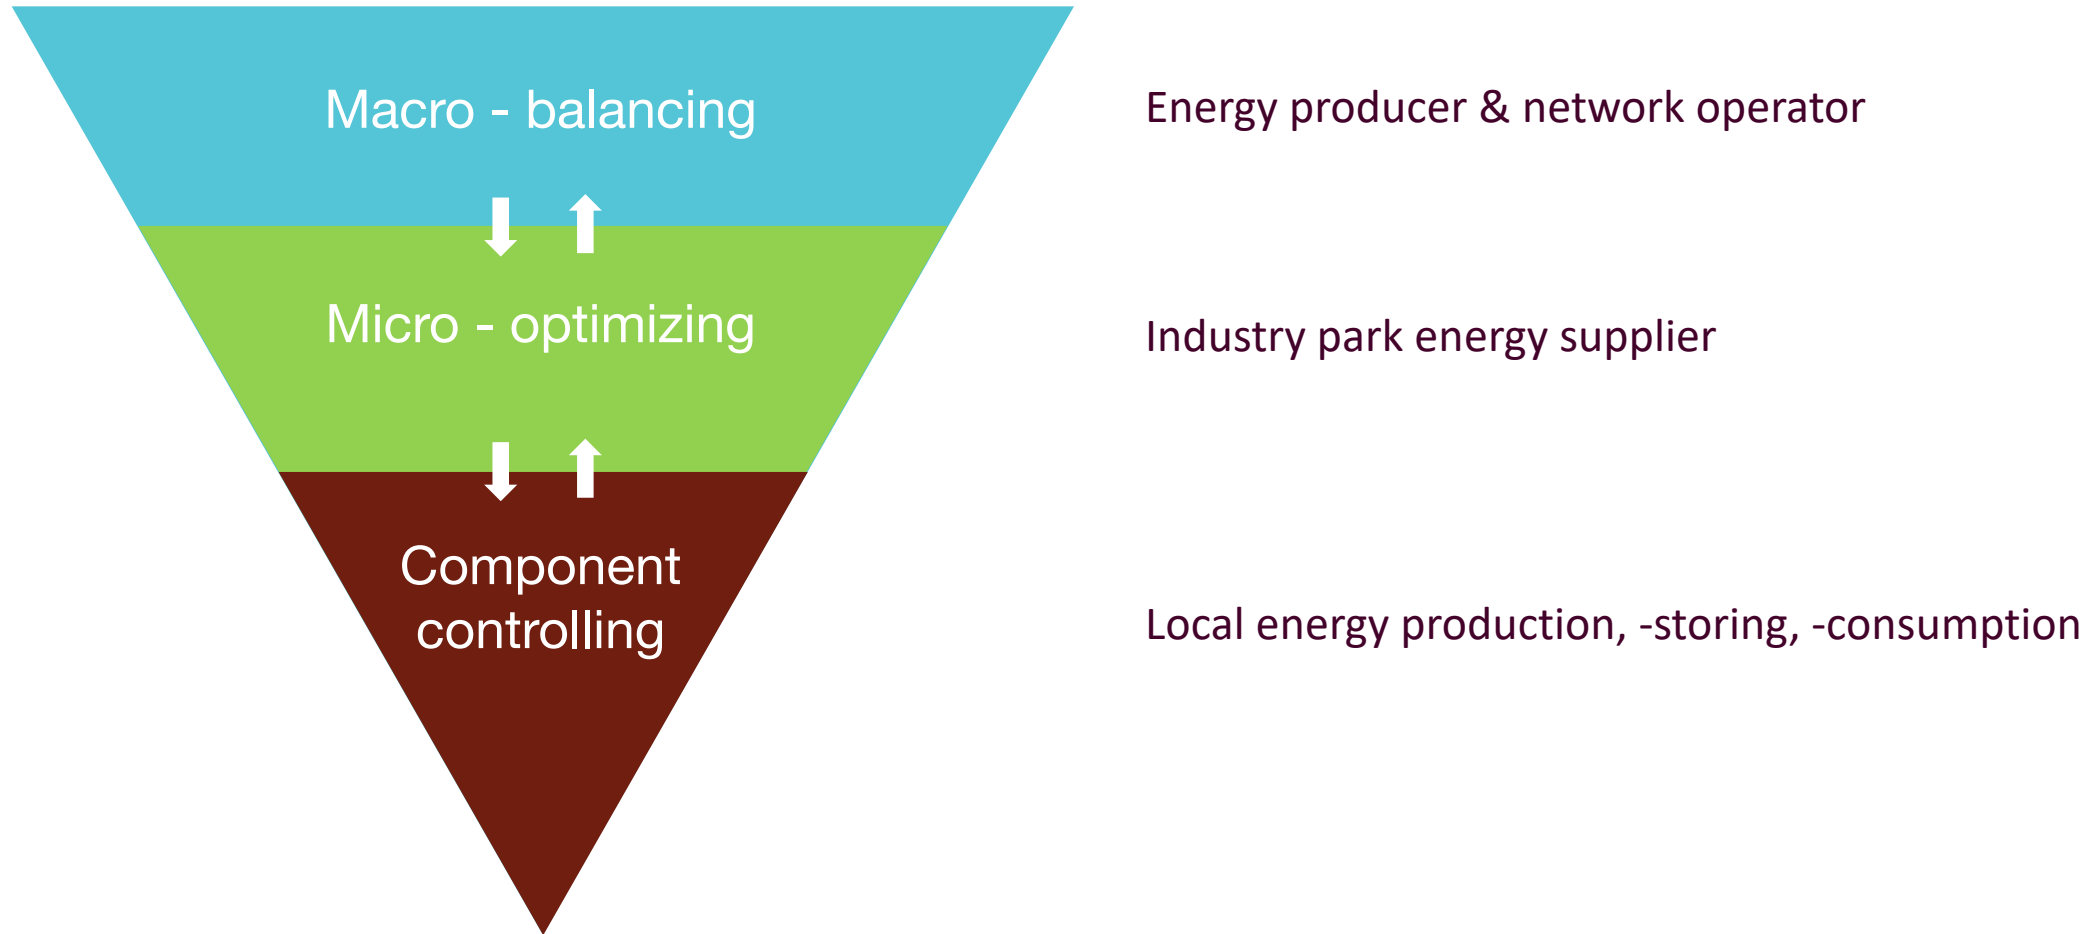 Macro - balancing
Energy producer & network operator
Micro - optimizing
Industry park energy supplier
Component
controlling
Local energy production, -storing, -consumption